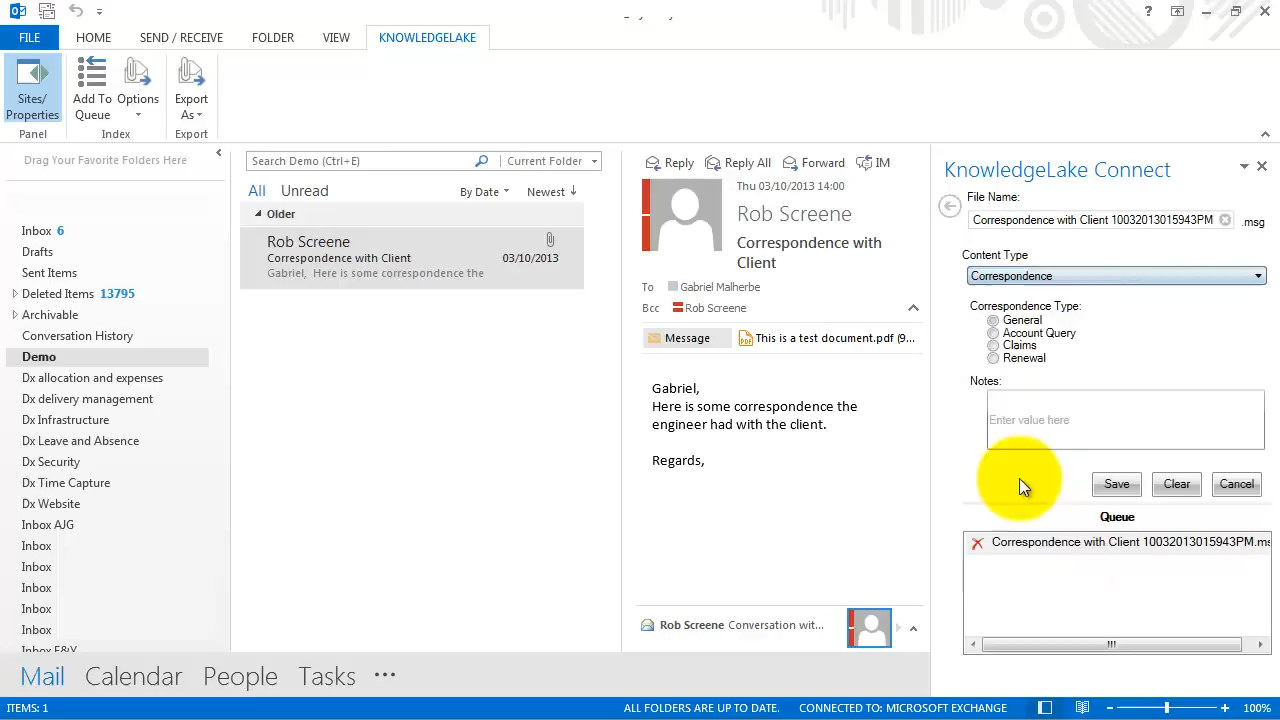 FILE HOME SEND / RECEIVE FOLDER VIEW KNOWLEDGELAKE
Sites/
Properties
Add To
Queue
Options
Export
As
Panel Index Export
Drag Your Favorite Folders Here
Inbox 6
Drafts
Sent Items
Deleted Items 13795
Archivable
Conversation History
Demo
Dx allocation and expenses
Dx delivery management
Dx Infrastructure
Dx Leave and Absence
Dx Security
Dx Time Capture
Dx Website
Inbox AJG
Inbox
Inbox
Inbox
Inbox
Inbox
Search Demo (Ctrl+E) Current Folder
All Unread By Date Newest
Older
Rob Screene
Correspondence with Client 03/10/2013
Gabriel, Here is some correspondence the
Reply Reply All Forward IM
Thu 03/10/2013 14:00
Rob Screene
Correspondence with
Client
To Gabriel Malherbe
Bcc Rob Screene
Message This is a test document.pdf (9...
Gabriel,
Here is some correspondence the
engineer had with the client.
Regards,
Rob Screene Conversation wit...
KnowledgeLake Connect
File Name:
Correspondence with Client 10032013015943PM .msg
Content Type
Correspondence
Correspondence Type:
General
Account Query
Claims
Renewal
Notes:
Enter value here
Save Clear Cancel
Queue
Correspondence with Client 10032013015943PM.ms
Mail Calendar People Tasks ...
ITEMS: 1 ALL FOLDERS ARE UP TO DATE. CONNECTED TO: MICROSOFT EXCHANGE 100%